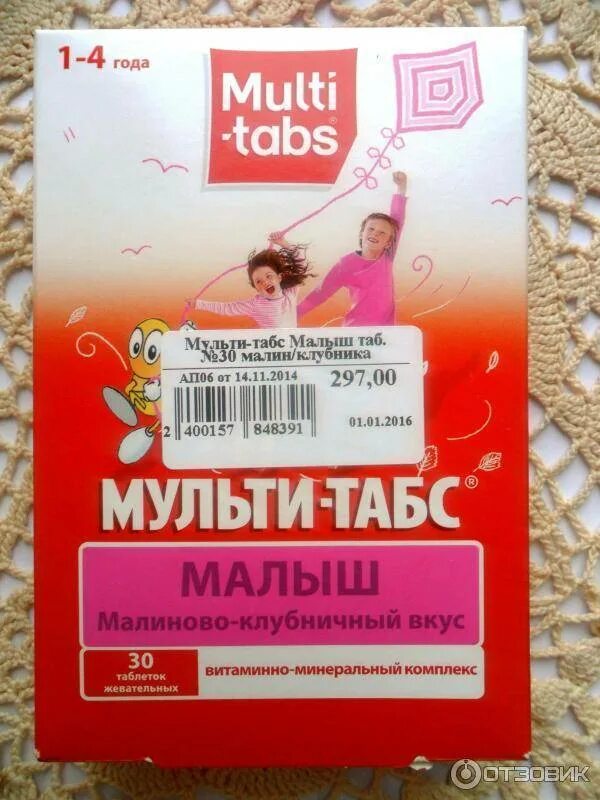 1-4 года
Multi
-tabs®
Мульти-табс Малыш таб.
№30 малин/клубника
АП06 от 14.11.2014
297,00
2 400157 848391
01.01.2016
МУЛЬТИ-ТАБС®
МАЛЫШ
Малиново-клубничный вкус
30
таблеток
жевательных
витаминно-минеральный комплекс
ОТЗОВИК